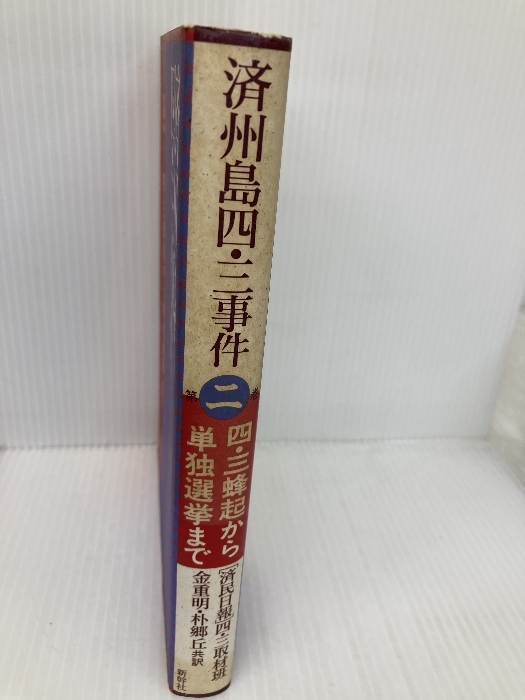 済州島四・三事件
第二巻
四・三蜂起から
単独選挙まで
「済民日報」四・三取材班
金重明・朴郷丘 共訳
新幹社